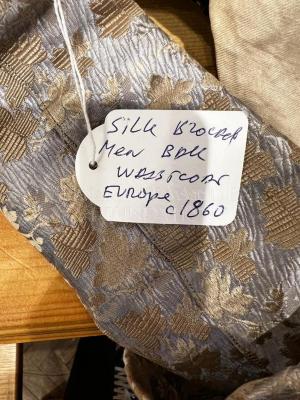 Silk Brocade
Men Ball
Waistcoat
Europe
c1860